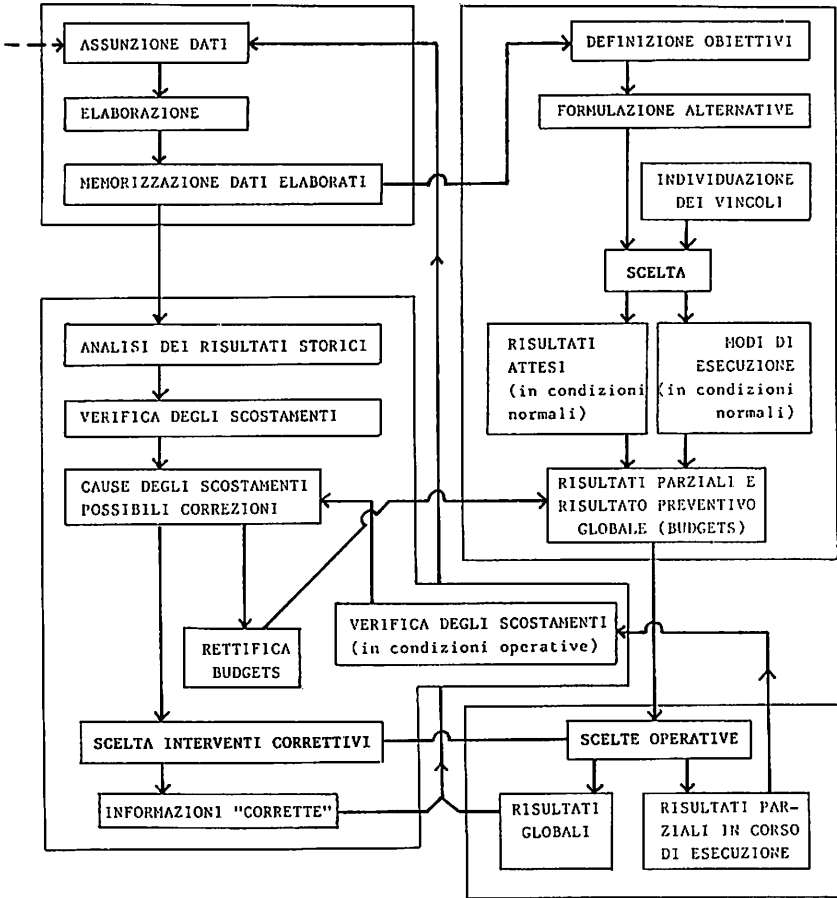 ASSUNZIONE DATI
ELABORAZIONE
MEMORIZZAZIONE DATI ELABORATI
DEFINIZIONE OBIETTIVI
FORMULAZIONE ALTERNATIVE
INDIVIDUAZIONE
DEI VINCOLI
SCELTA
RISULTATI
ATTESI
(in condizioni
normali)
MODI DI
ESECUZIONE
(in condizioni
normali)
RISULTATI PARZIALI E
RISULTATO PREVENTIVO
GLOBALE (BUDGETS)
ANALISI DEI RISULTATI STORICI
VERIFICA DEGLI SCOSTAMENTI
CAUSE DEGLI SCOSTAMENTI
POSSIBILI CORREZIONI
RETTIFICA
BUDGETS
VERIFICA DEGLI SCOSTAMENTI
(in condizioni operative)
SCELTA INTERVENTI CORRETTIVI
INFORMAZIONI "CORRETTE"
SCELTE OPERATIVE
RISULTATI
GLOBALI
RISULTATI PAR-
ZIALI IN CORSO
DI ESECUZIONE